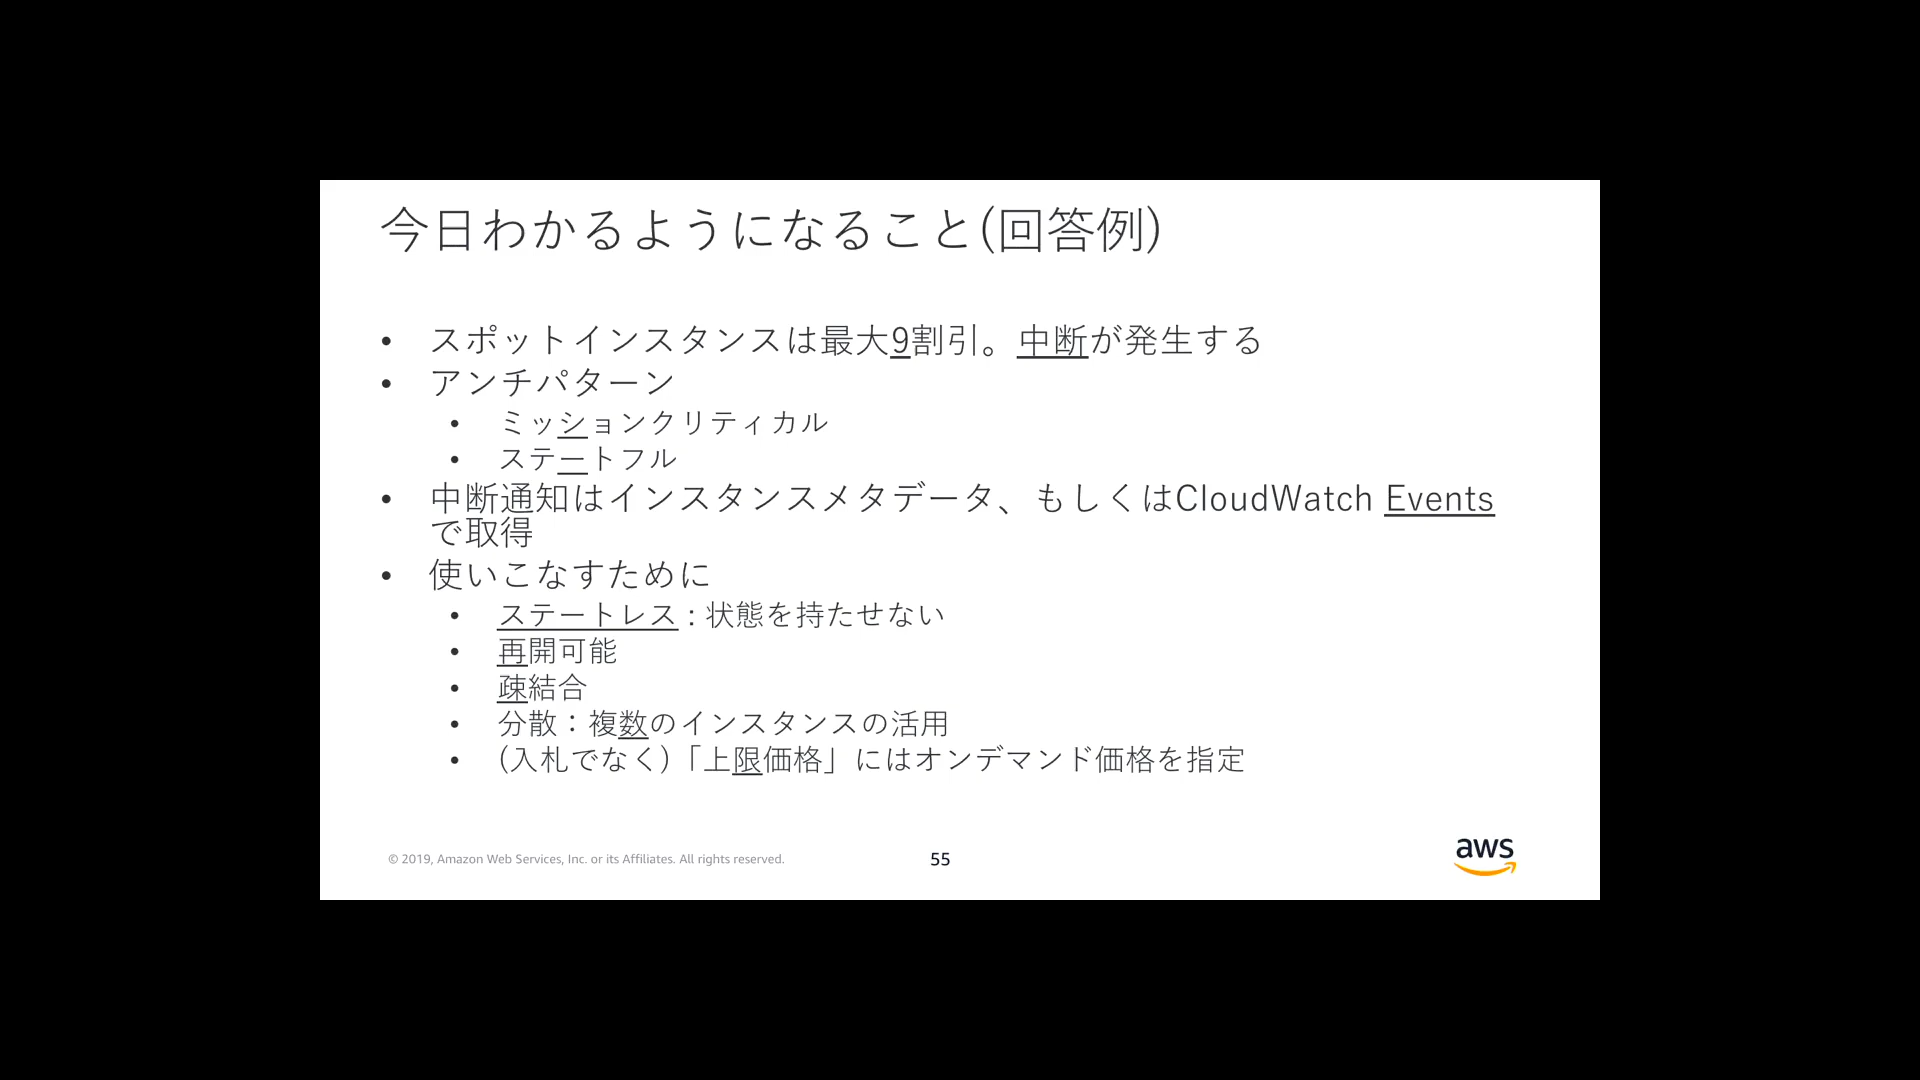 今日わかるようになること(回答例)
• スポットインスタンスは最大9割引。中断が発生する
• アンチパターン
• ミッションクリティカル
• ステートフル
• 中断通知はインスタンスメタデータ、もしくはCloudWatch Events
で取得
• 使いこなすために
• ステートレス : 状態を持たせない
• 再開可能
• 疎結合
• 分散：複数のインスタンスの活用
• (入札でなく)「上限価格」にはオンデマンド価格を指定
© 2019, Amazon Web Services, Inc. or its Affiliates. All rights reserved.
55
aws